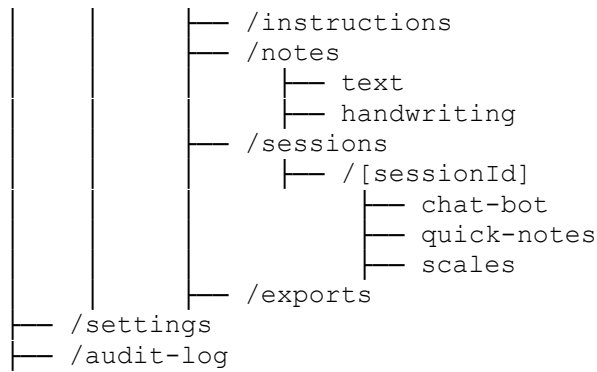 │     │      ├── /instructions
│     │      ├── /notes
│     │      │     ├── text
│     │      │     ├── handwriting
│     │      ├── /sessions
│     │      │     ├── /[sessionId]
│     │      │           ├── chat-bot
│     │      │           ├── quick-notes
│     │      │           ├── scales
│     │      ├── /exports
├── /settings
├── /audit-log